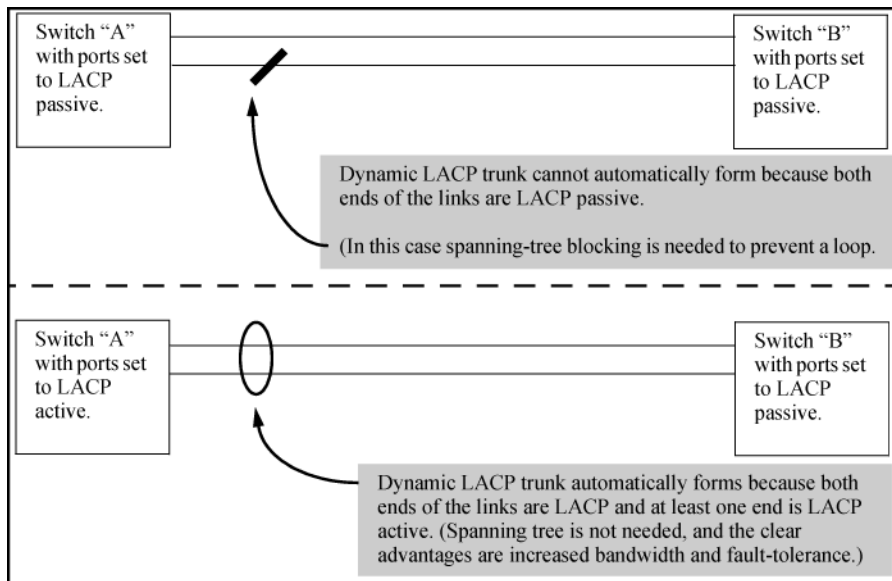 Switch “A”
with ports set
to LACP
passive.
Switch “B”
with ports set
to LACP
passive.
Dynamic LACP trunk cannot automatically form because both
ends of the links are LACP passive.
(In this case spanning-tree blocking is needed to prevent a loop.
Switch “A”
with ports set
to LACP
active.
Switch “B”
with ports set
to LACP
passive.
Dynamic LACP trunk automatically forms because both
ends of the links are LACP and at least one end is LACP
active. (Spanning tree is not needed, and the clear
advantages are increased bandwidth and fault-tolerance.)